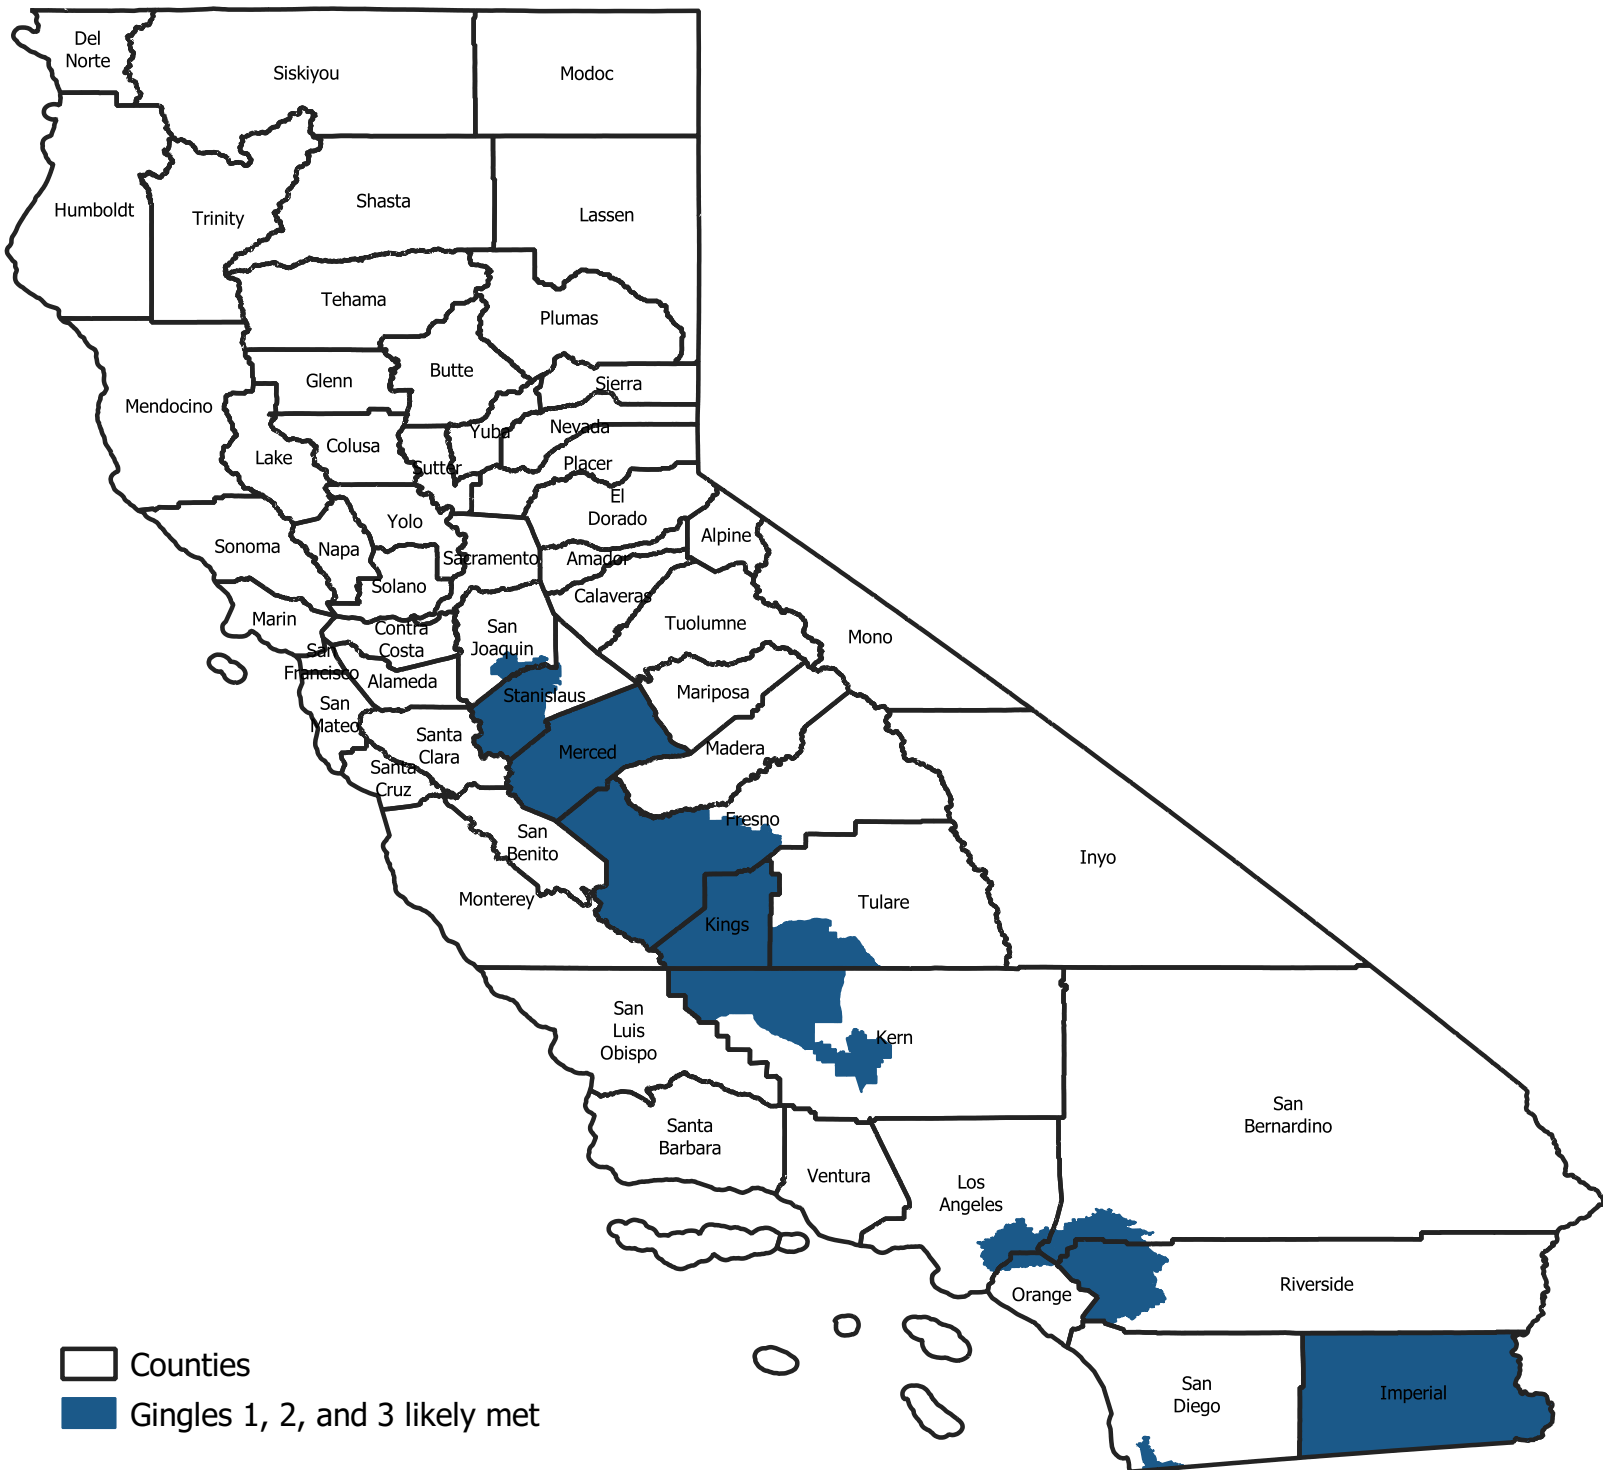 Del
Norte
Siskiyou
Modoc
Humboldt
Trinity
Shasta
Lassen
Tehama
Plumas
Mendocino
Glenn
Butte
Sierra
Lake
Colusa
Sutter
Yuba
Nevada
Placer
El
Dorado
Sonoma
Napa
Yolo
Sacramento
Amador
Alpine
Solano
Calaveras
Marin
Contra
Costa
San
Joaquin
Tuolumne
Mono
San
Francisco
Alameda
Stanislaus
Mariposa
San
Mateo
Santa
Clara
Merced
Madera
Santa
Cruz
San
Benito
Fresno
Inyo
Monterey
Kings
Tulare
San
Luis
Obispo
Kern
Santa
Barbara
Ventura
Los
Angeles
San
Bernardino
Orange
Riverside
San
Diego
Imperial
Counties
Gingles 1, 2, and 3 likely met